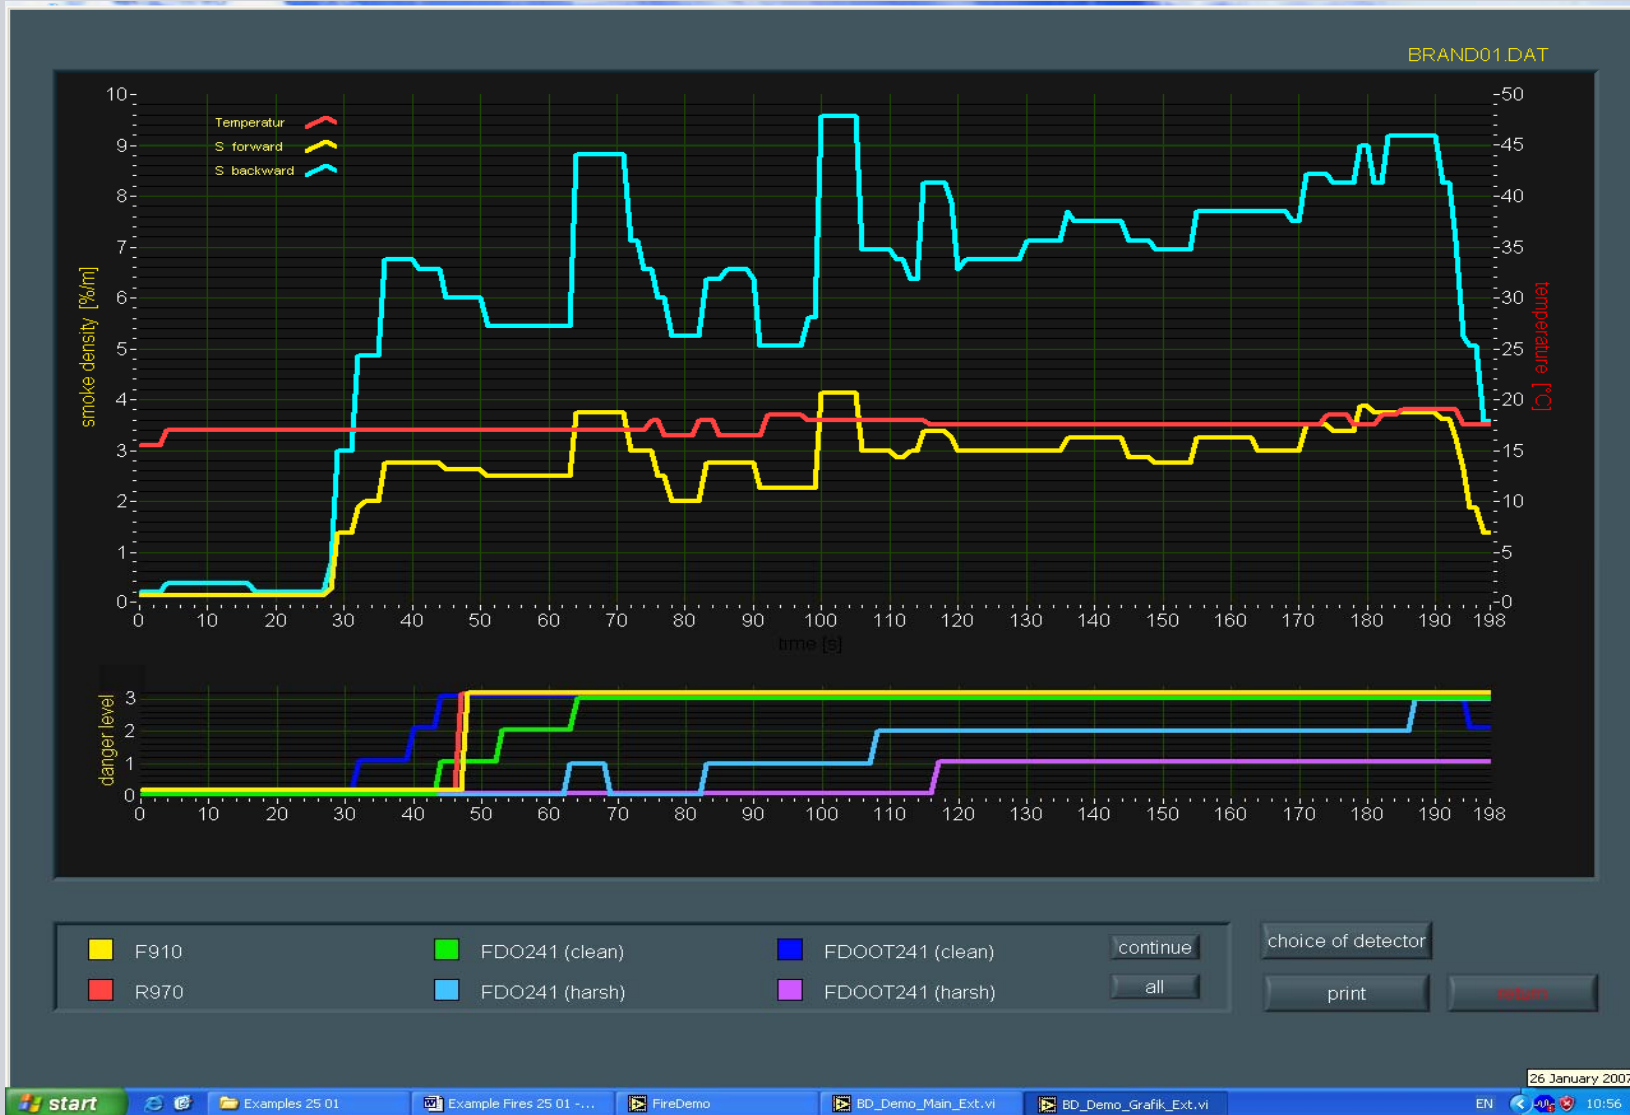 BRAND01.DAT
10
9
8
7
6
5
4
3
2
1
0
smoke density [%/m]
Temperatur
S forward
S backward
50
45
40
35
30
25
20
15
10
5
0
temperature [°C]
0 10 20 30 40 50 60 70 80 90 100 110 120 130 140 150 160 170 180 190 198
time [s]
danger level
3
2
1
0
0 10 20 30 40 50 60 70 80 90 100 110 120 130 140 150 160 170 180 190 198
F910 FDO241 (clean) FDOOT241 (clean) continue choice of detector
R970 FDO241 (harsh) FDOOT241 (harsh) all print return
26 January 2007
start Examples 25 01 Example Fires 25 01 -... FireDemo BD_Demo_Main_Ext.vi BD_Demo_Grafik_Ext.vi EN 10:56